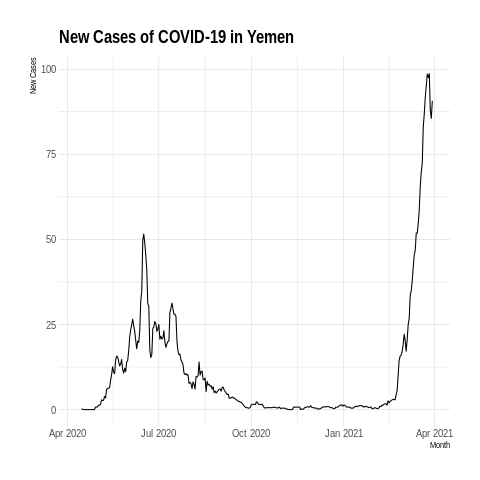 New Cases of COVID-19 in Yemen
New Cases
100
75
50
25
0
Apr 2020 Jul 2020 Oct 2020 Jan 2021 Apr 2021
Month